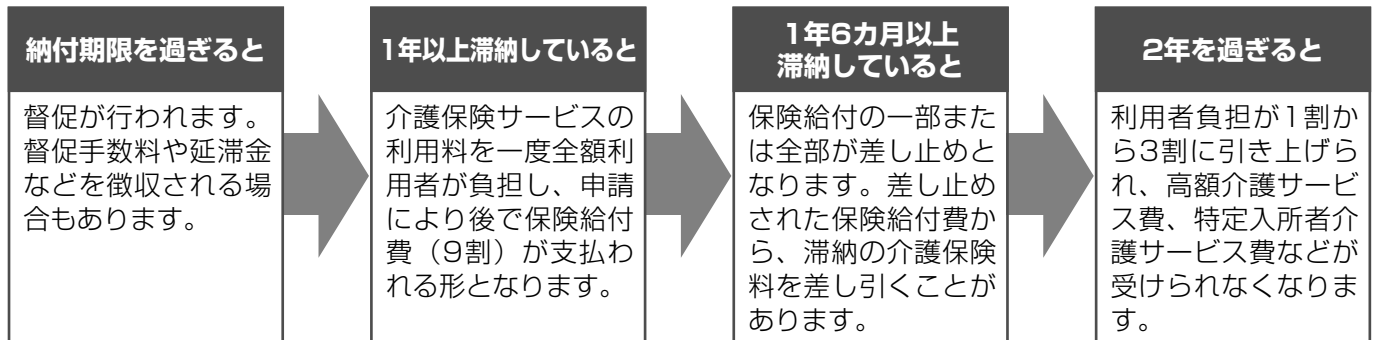 納付期限を過ぎると
督促が行われます。
督促手数料や延滞金
などを徴収される場
合もあります。
1年以上滞納していると
介護保険サービスの
利用料を一度全額利
用者が負担し、申請
により後で保険給付
費（9割）が支払わ
れる形となります。
1年6カ月以上
滞納していると
保険給付の一部また
は全部が差し止めと
なります。差し止め
された保険給付費か
ら、滞納の介護保険
料を差し引くことが
あります。
2年を過ぎると
利用者負担が1割か
ら3割に引き上げら
れ、高額介護サービ
ス費、特定入所者介
護サービス費などが
受けられなくなりま
す。